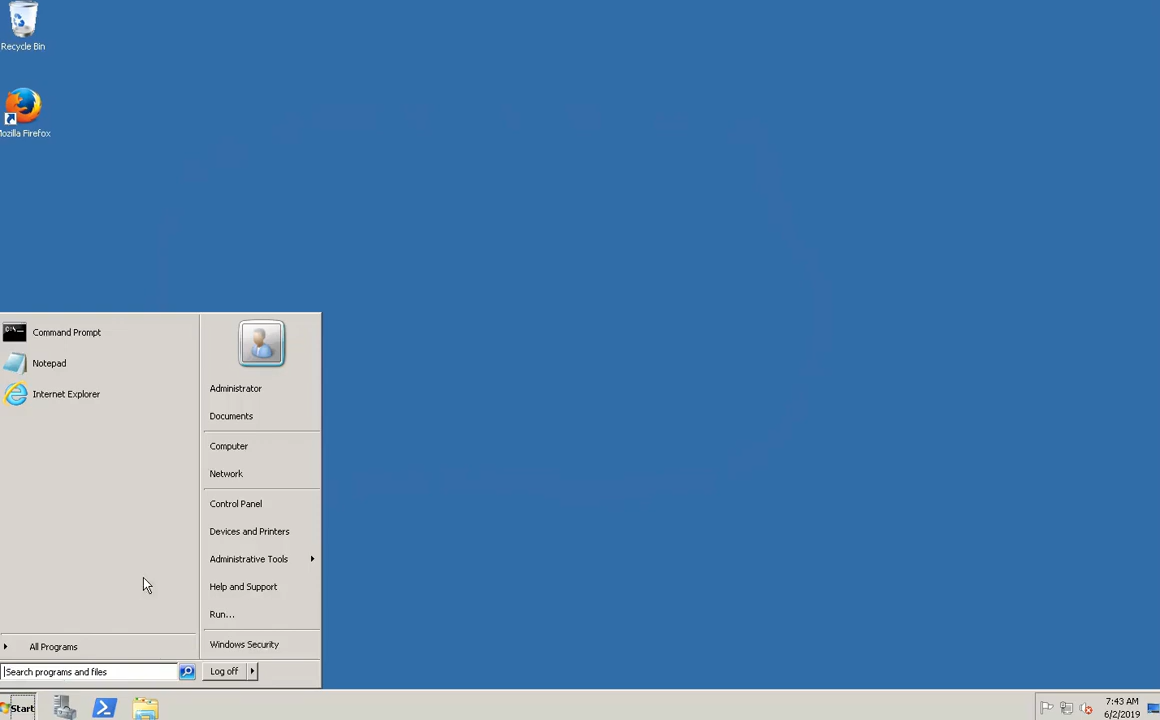 Recycle Bin
Mozilla Firefox
Command Prompt
Notepad
Internet Explorer
All Programs
Search programs and files
Administrator
Documents
Computer
Network
Control Panel
Devices and Printers
Administrative Tools
Help and Support
Run...
Windows Security
Log off
Start
7:43 AM
6/2/2019